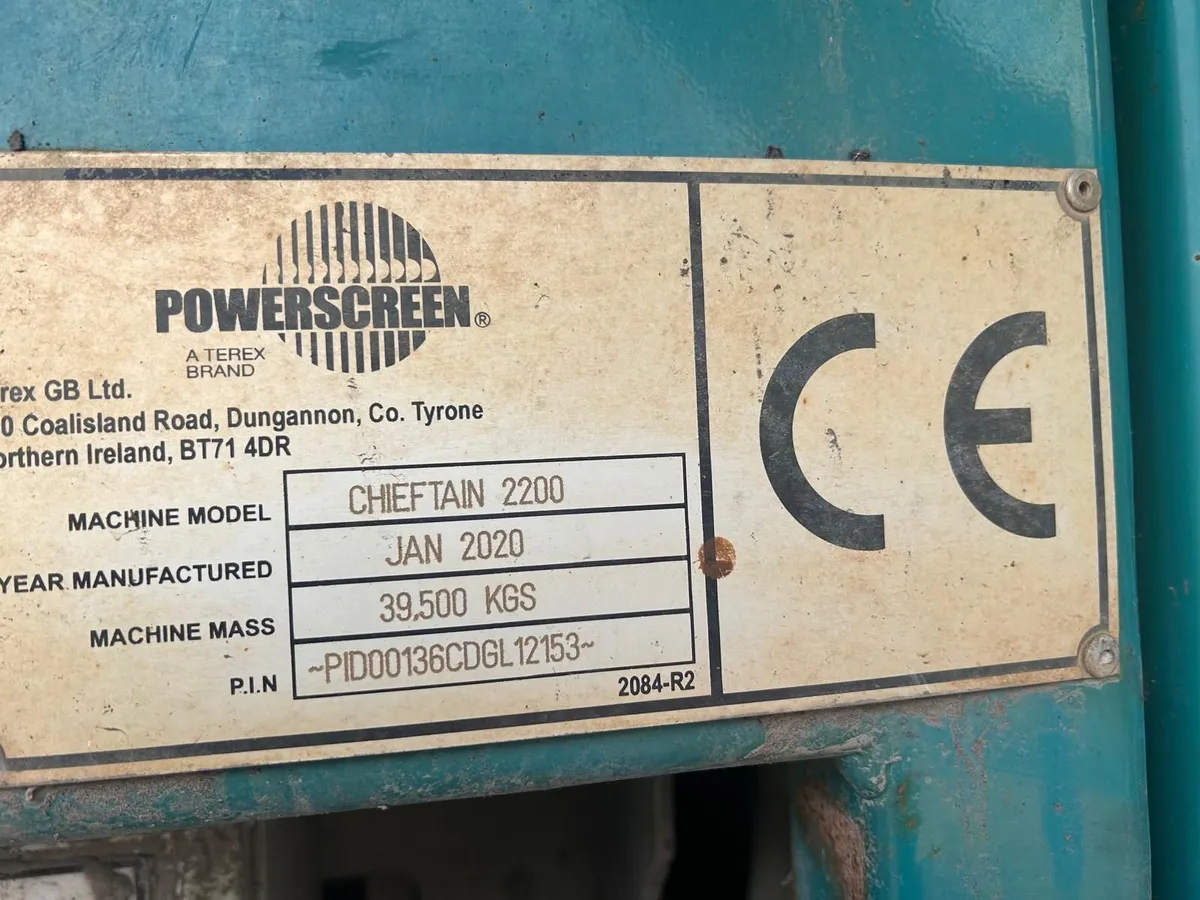 POWERSCREEN®
A TEREX
BRAND
rex GB Ltd.
0 Coalisland Road, Dungannon, Co. Tyrone
orthern Ireland, BT71 4DR
MACHINE MODEL CHIEFTAIN 2200
YEAR MANUFACTURED JAN 2020
MACHINE MASS 39,500 KGS
P.I.N ~PID00136CDGL12153~
2084-R2
CE